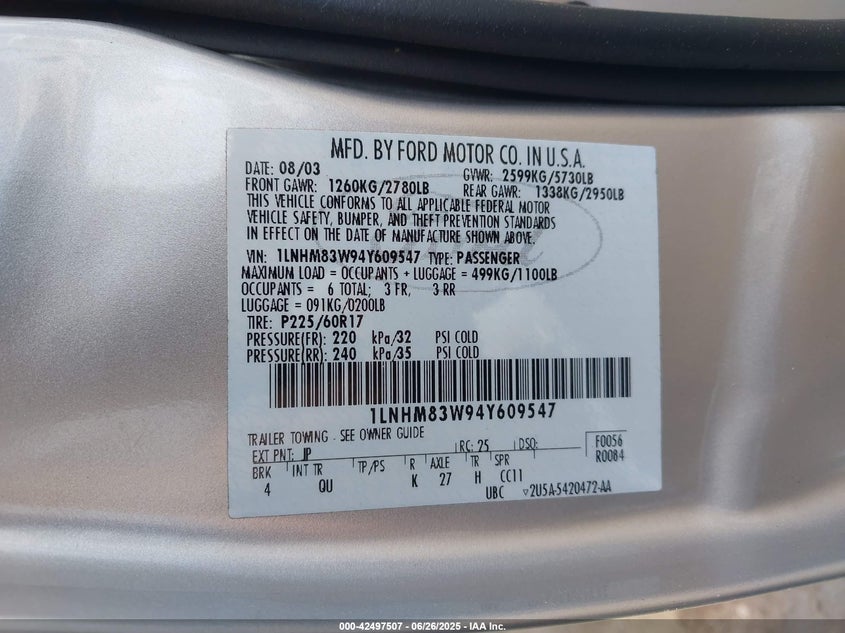 MFD. BY FORD MOTOR CO. IN U.S.A.
DATE: 08/03 GVWR: 2599KG/5730LB
FRONT GAWR: 1260KG/2780LB REAR GAWR: 1338KG/2950LB
THIS VEHICLE CONFORMS TO ALL APPLICABLE FEDERAL MOTOR
VEHICLE SAFETY, BUMPER, AND THEFT PREVENTION STANDARDS
IN EFFECT ON THE DATE OF MANUFACTURE SHOWN ABOVE.
VIN: 1LNHM83W94Y609547 TYPE: PASSENGER
MAXIMUM LOAD = OCCUPANTS + LUGGAGE = 499KG/1100LB
OCCUPANTS = 6 TOTAL; 3 FR, 3 RR
LUGGAGE = 091KG/0200LB
TIRE: P225/60R17
PRESSURE(FR): 220 kPa/32 PSI COLD
PRESSURE(RR): 240 kPa/35 PSI COLD
1LNHM83W94Y609547
TRAILER TOWING - SEE OWNER GUIDE
EXT PNT: JP RC: 25 DSO: F0056
R0084
BRK INT TR TP/PS R AXLE TR SPR
4 QU K 27 H CC11
UBC ▽2U5A-5420472-AA
000-42497507 - 06/26/2025 - IAA Inc.